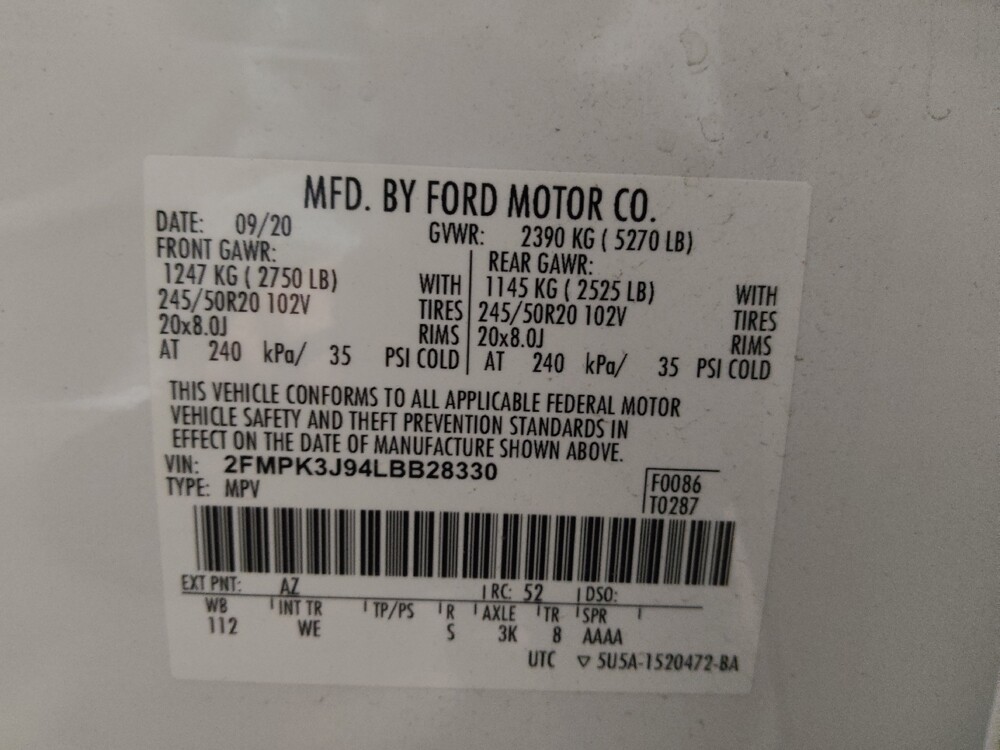 MFD. BY FORD MOTOR CO.
DATE: 09/20 GVWR: 2390 KG ( 5270 LB)
FRONT GAWR: REAR GAWR:
1247 KG ( 2750 LB) WITH 1145 KG ( 2525 LB) WITH
245/50R20 102V TIRES 245/50R20 102V TIRES
20x8.0J RIMS 20x8.0J RIMS
AT 240 kPa/ 35 PSI COLD AT 240 kPa/ 35 PSI COLD
THIS VEHICLE CONFORMS TO ALL APPLICABLE FEDERAL MOTOR
VEHICLE SAFETY AND THEFT PREVENTION STANDARDS IN
EFFECT ON THE DATE OF MANUFACTURE SHOWN ABOVE.
VIN: 2FMPK3J94LBB28330
TYPE: MPV
F0086
T0287
EXT PNT: AZ RC: 52 DSO:
WB INT TR TP/PS R AXLE TR SPR
112 WE S 3K 8 AAAA
UTC ▽ 5U5A-1520472-BA